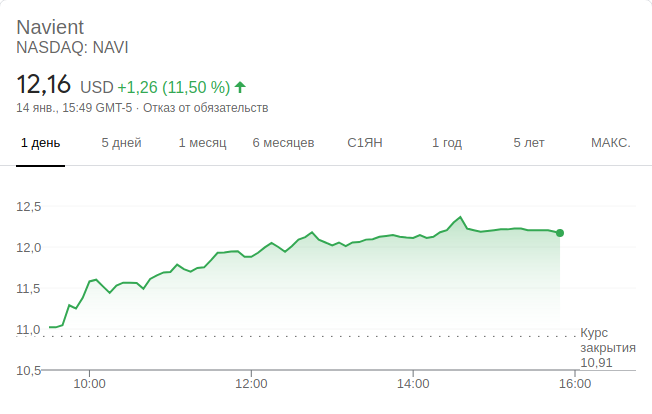 Navient
NASDAQ: NAVI
12,16 USD +1,26 (11,50 %)
14 янв., 15:49 GMT-5 · Отказ от обязательств
1 день 5 дней 1 месяц 6 месяцев С1ЯН 1 год 5 лет МАКС.
12,5
12,0
11,5
11,0
Курс
закрытия
10,91
10,5
10:00 12:00 14:00 16:00